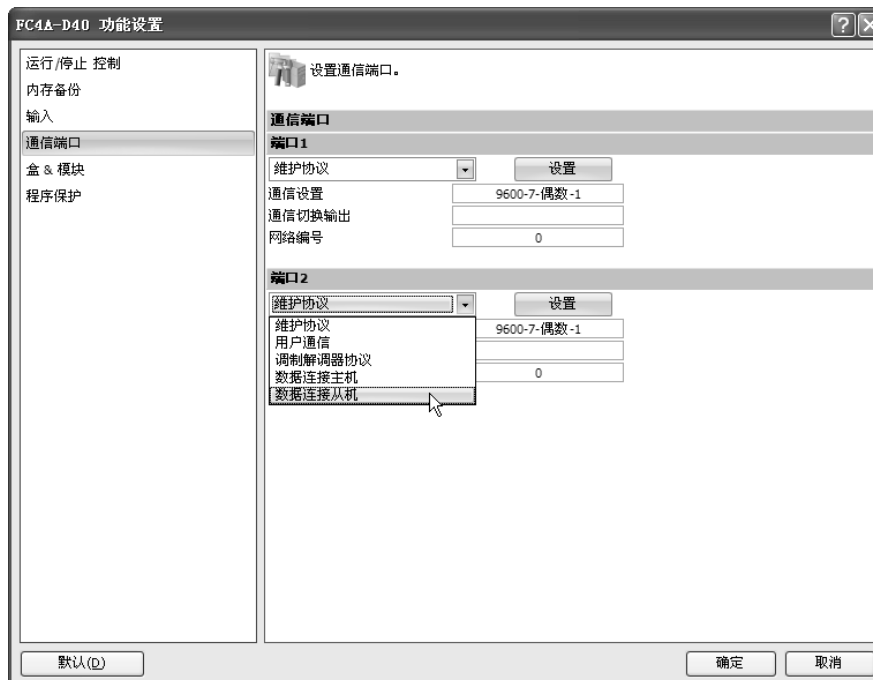 FC4A-D40 功能设置
运行/停止 控制
内存备份
输入
通信端口
盒 & 模块
程序保护
设置通信端口。
通信端口
端口1
维护协议 设置
通信设置 9600-7-偶数-1
通信切换输出
网络编号 0
端口2
维护协议 设置
维护协议 9600-7-偶数-1
用户通信
调制解调器协议 0
数据连接主机
数据连接从机
默认(D) 确定 取消